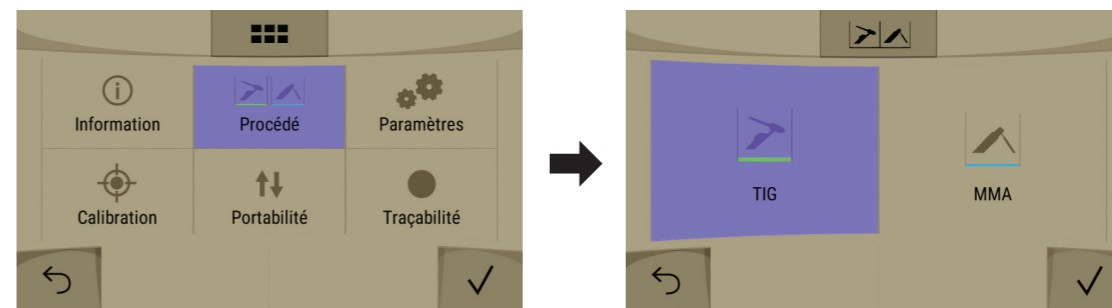 Information
Procédé
Paramètres
Calibration
Portabilité
Traçabilité
TIG
MMA